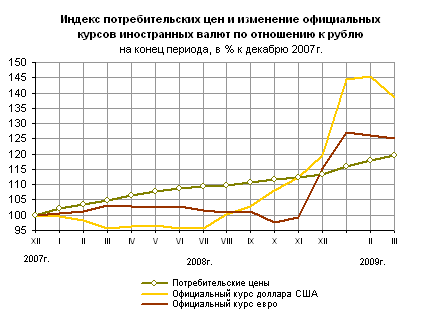 Индекс потребительских цен и изменение официальных
курсов иностранных валют по отношению к рублю
на конец периода, в % к декабрю 2007г.
150
145
140
135
130
125
120
115
110
105
100
95
XII I II III IV V VI VII VIII IX X XI XII II III
2007г. 2008г. 2009г.
Потребительские цены
Официальный курс доллара США
Официальный курс евро